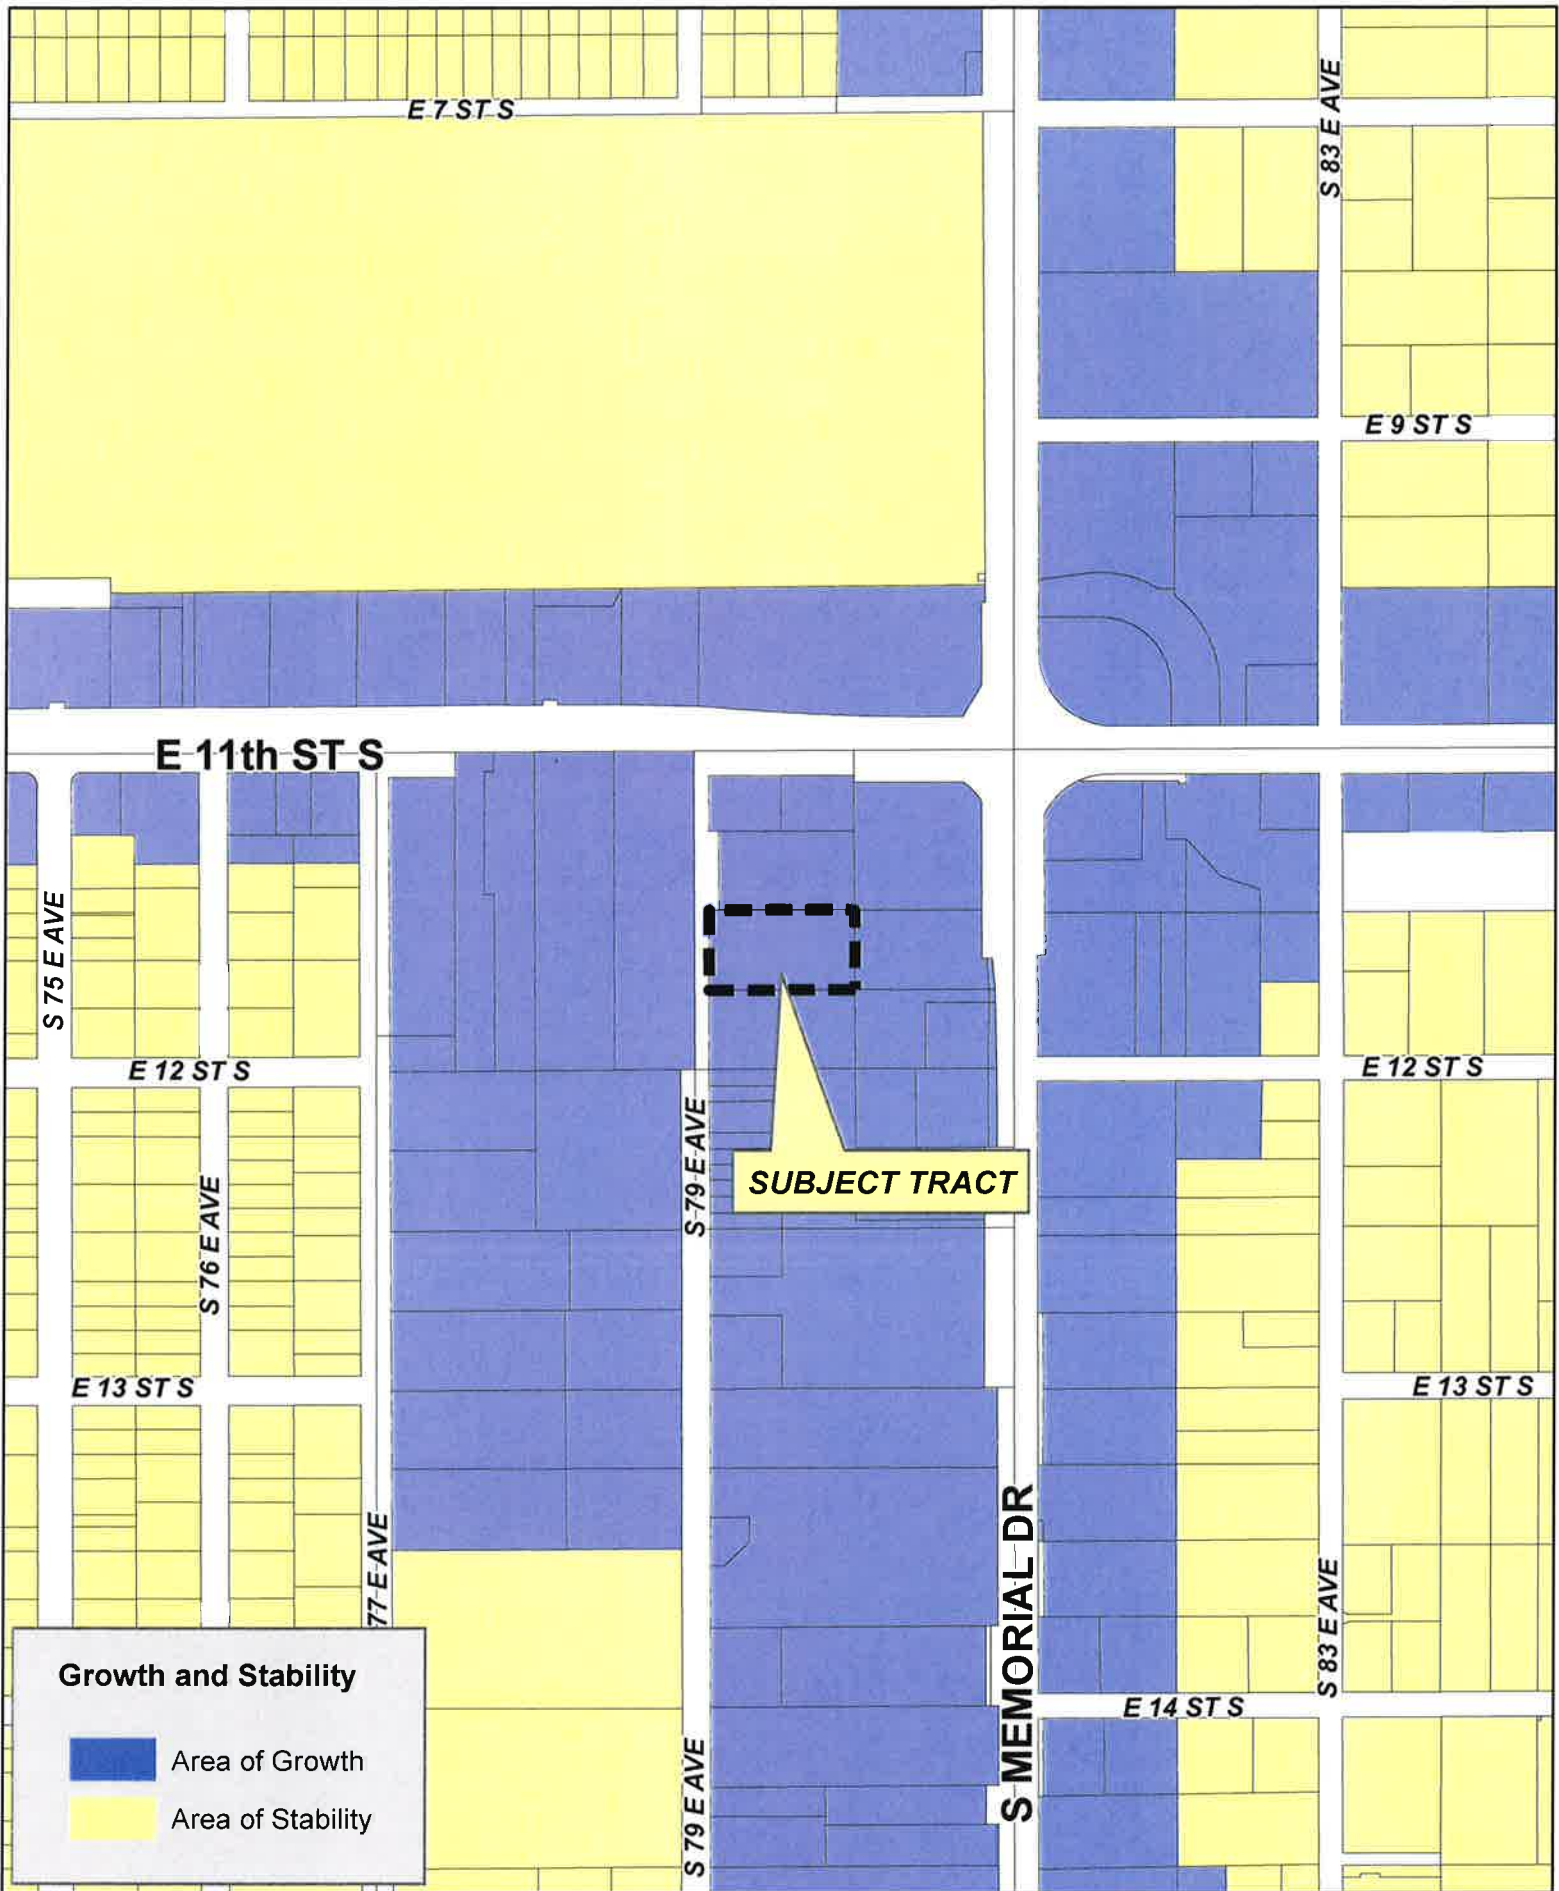 E 7 ST S
S 83 E AVE
E 9 ST S
E 11th ST S
S 75 E AVE
E 12 ST S
E 12 ST S
S 79 E AVE
SUBJECT TRACT
S 76 E AVE
E 13 ST S
E 13 ST S
77 E AVE
S MEMORIAL DR
S 83 E AVE
E 14 ST S
S 79 E AVE
Growth and Stability
Area of Growth
Area of Stability